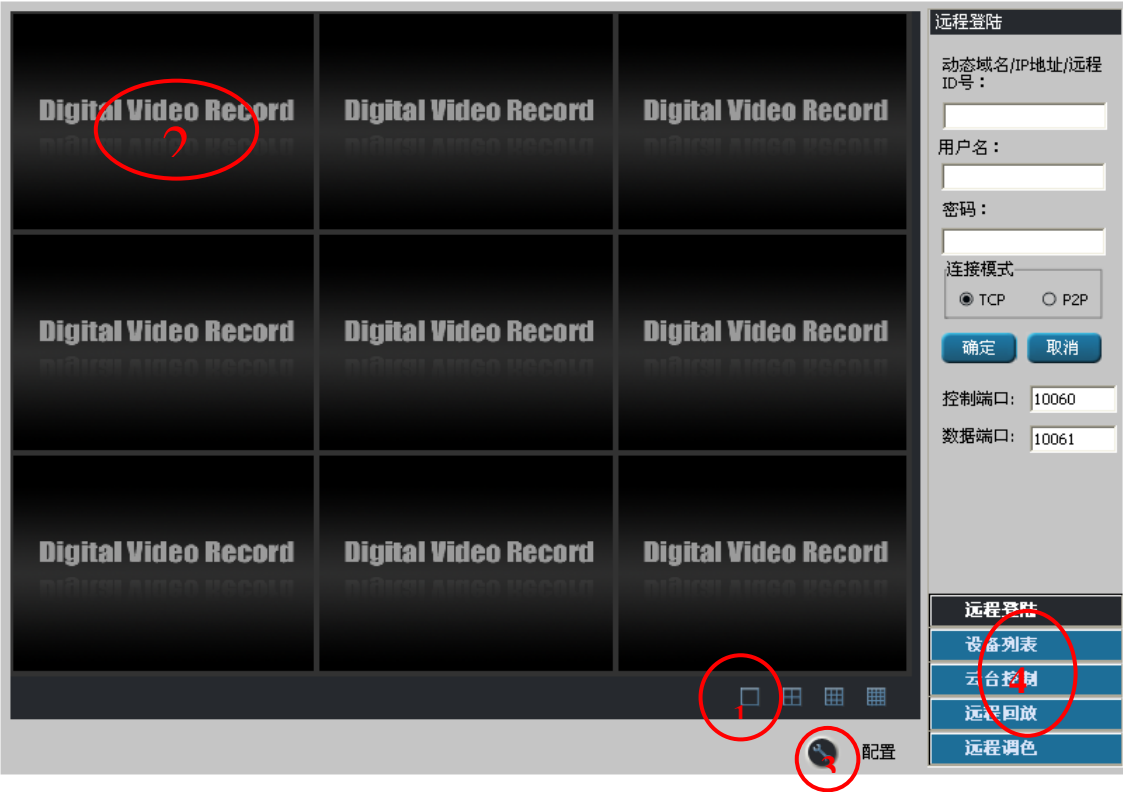 Digital Video Record
Digital Video Record
Digital Video Record
2
Digital Video Record
Digital Video Record
Digital Video Record
Digital Video Record
Digital Video Record
Digital Video Record
1
3
配置
远程登陆
动态域名/IP地址/远程
ID号：
用户名：
密码：
连接模式
TCP
P2P
确定
取消
控制端口:
10060
数据端口:
10061
远程登陆
设备列表
云台控制
4
远程回放
远程调色